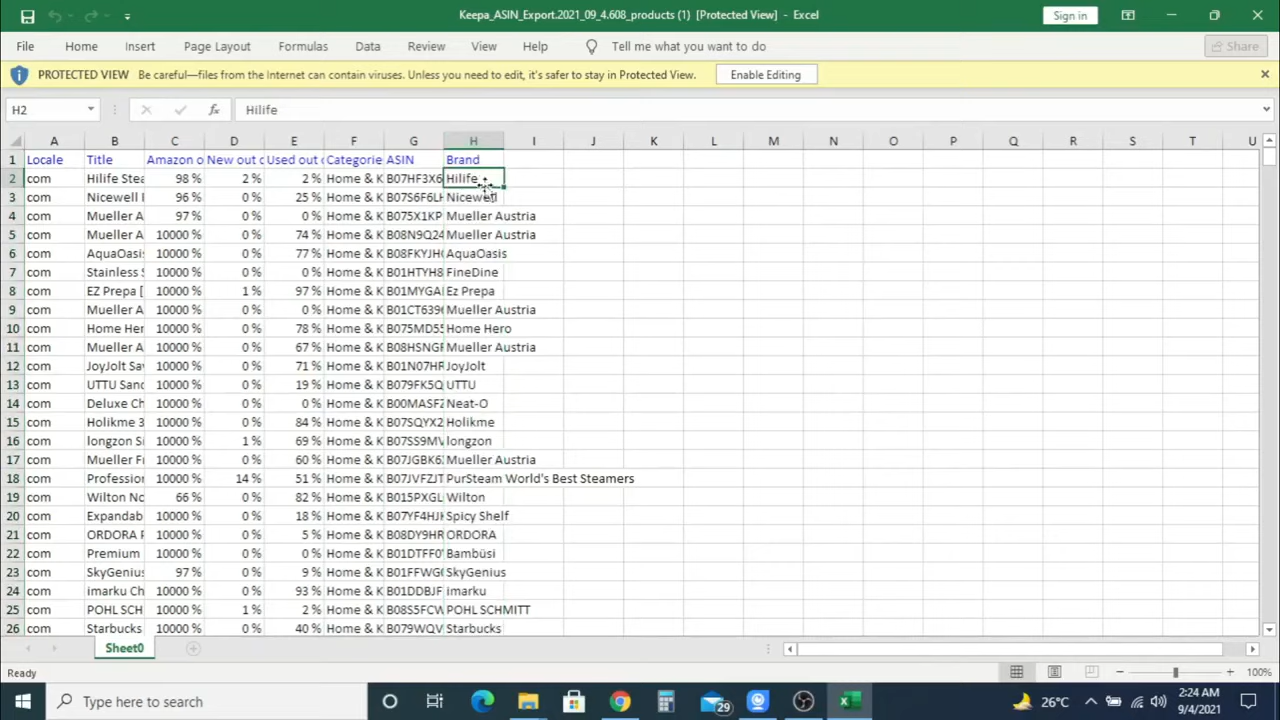 Keepa_ASIN_Export.2021_09_4.608_products (1) [Protected View] - Excel
Sign in
File Home Insert Page Layout Formulas Data Review View Help Tell me what you want to do Share
PROTECTED VIEW Be careful—files from the Internet can contain viruses. Unless you need to edit, it's safer to stay in Protected View. Enable Editing
H2 fx Hilife
A B C D E F G H I J K L M N O P Q R S T U
1 Locale Title Amazon o New out o Used out o Categorie ASIN Brand
2 com Hilife Stea 98 % 2 % 2 % Home & K B07HF3X6 Hilife
3 com Nicewell I 96 % 0 % 25 % Home & K B07S6F6LH Nicewell
4 com Mueller A 97 % 0 % 0 % Home & K B075X1KP Mueller Austria
5 com Mueller A 10000 % 0 % 74 % Home & K B08N9Q24 Mueller Austria
6 com AquaOasis 10000 % 0 % 77 % Home & K B08FKYJH AquaOasis
7 com Stainless S 10000 % 0 % 0 % Home & K B01HTYH8 FineDine
8 com EZ Prepa [ 10000 % 1 % 97 % Home & K B01MYGA Ez Prepa
9 com Mueller A 10000 % 0 % 0 % Home & K B01CT639 Mueller Austria
10 com Home Her 10000 % 0 % 78 % Home & K B075MD55 Home Hero
11 com Mueller A 10000 % 0 % 67 % Home & K B08HSNGF Mueller Austria
12 com JoyJolt Sa 10000 % 0 % 71 % Home & K B01N07HF JoyJolt
13 com UTTU Sand 10000 % 0 % 19 % Home & K B079FK5Q UTTU
14 com Deluxe Ch 10000 % 0 % 0 % Home & K B00MASFZ Neat-O
15 com Holikme 3 10000 % 0 % 84 % Home & K B07SQYX2 Holikme
16 com longzon Si 10000 % 1 % 69 % Home & K B07SS9MV longzon
17 com Mueller Fr 10000 % 0 % 60 % Home & K B07JGBK6 Mueller Austria
18 com Profession 10000 % 14 % 51 % Home & K B07JVFZJT PurSteam World's Best Steamers
19 com Wilton No 66 % 0 % 82 % Home & K B015PXGL Wilton
20 com Expandab 10000 % 0 % 18 % Home & K B07YF4HJ Spicy Shelf
21 com ORDORA P 10000 % 0 % 5 % Home & K B08DY9HR ORDORA
22 com Premium 10000 % 0 % 0 % Home & K B01DTFF0 Bambüsi
23 com SkyGenius 97 % 0 % 9 % Home & K B01FFWG SkyGenius
24 com imarku Ch 10000 % 0 % 93 % Home & K B01DDBJF imarku
25 com POHL SCH 10000 % 1 % 2 % Home & K B08S5FCW POHL SCHMITT
26 com Starbucks 10000 % 0 % 40 % Home & K B079WQV Starbucks
Sheet0
Ready 100%
Type here to search 29 26°C 2:24 AM
9/4/2021